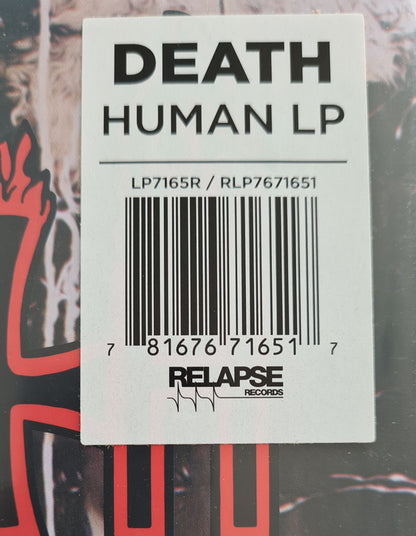 DEATH
HUMAN LP
LP7165R / RLP7671651
7 81676 71651 7
RELAPSE
RECORDS